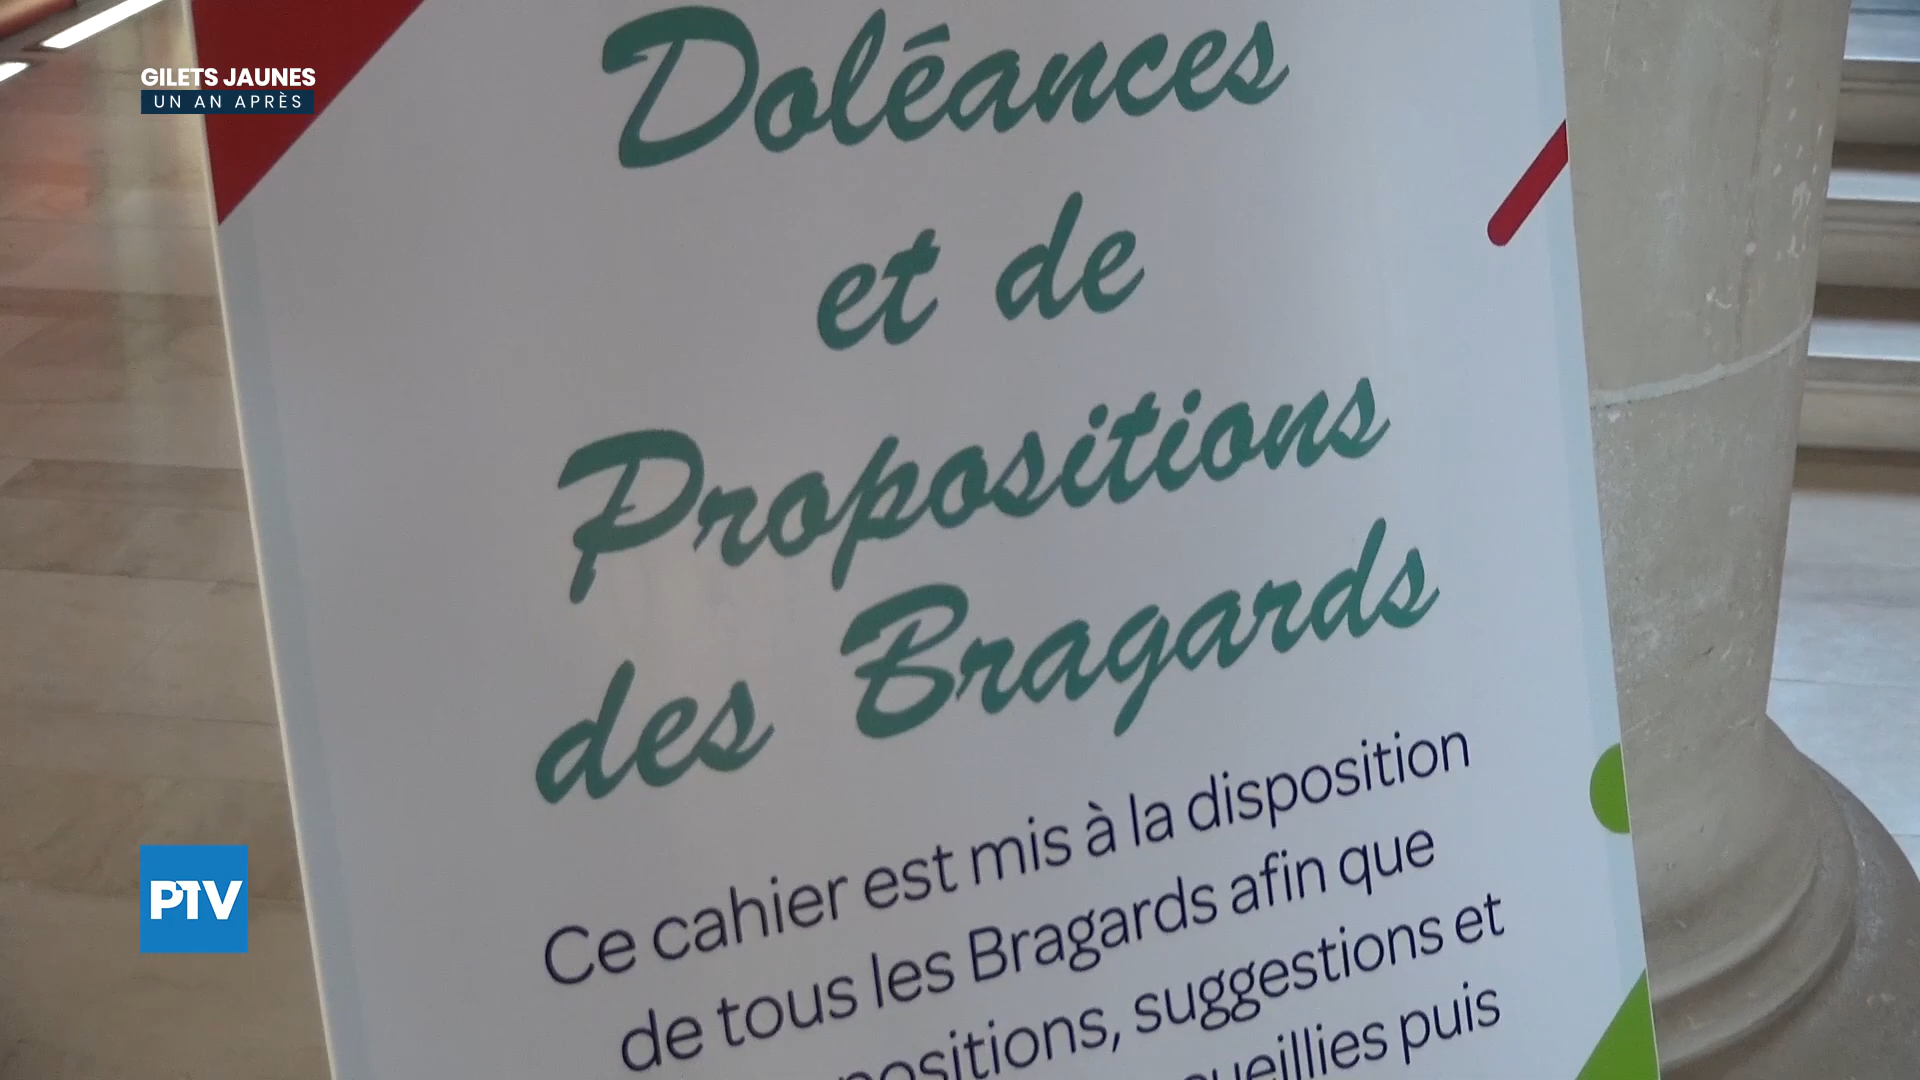 GILETS JAUNES
UN AN APRÈS
Doléances
et de
Propositions
des Bragards
Ce cahier est mis à la disposition
de tous les Bragards afin que
suggestions et
puis
PTV